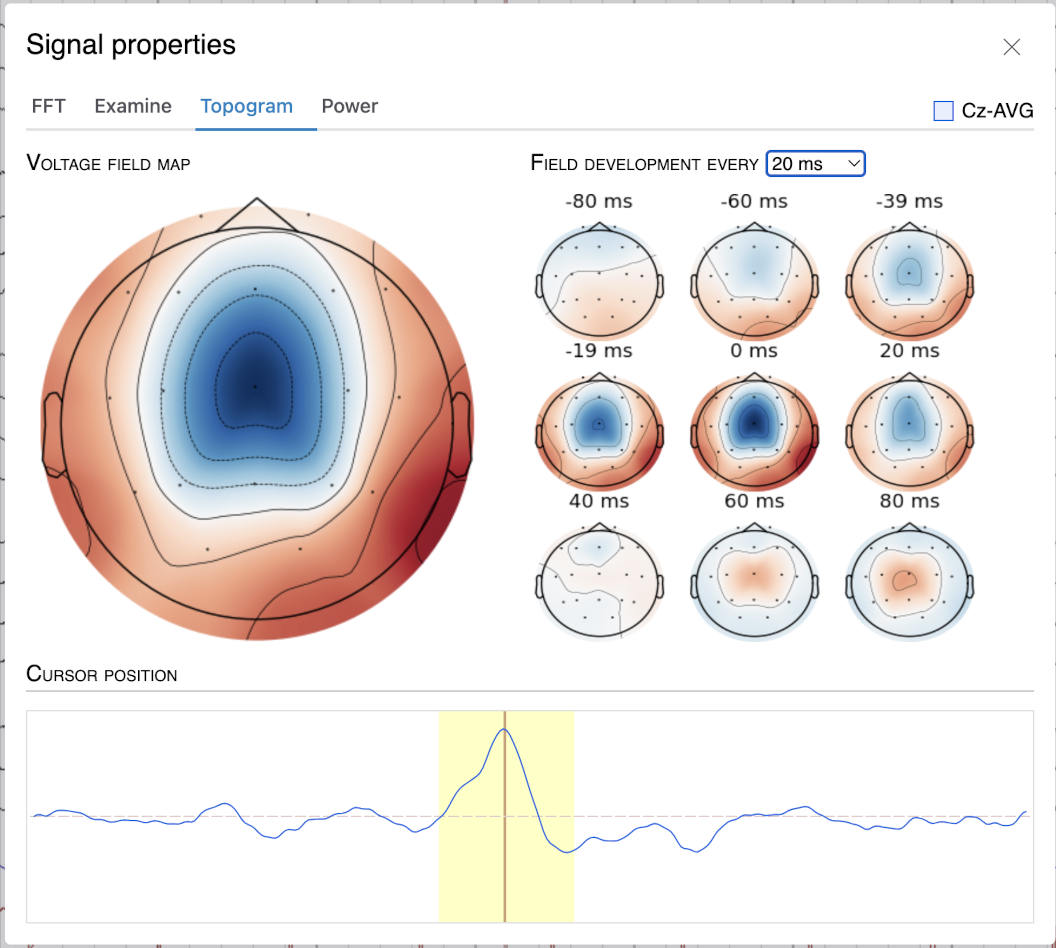 Signal properties
FFT Examine Topogram Power
Cz-AVG
VOLTAGE FIELD MAP
FIELD DEVELOPMENT EVERY 20 ms
-80 ms -60 ms -39 ms
-19 ms 0 ms 20 ms
40 ms 60 ms 80 ms
CURSOR POSITION